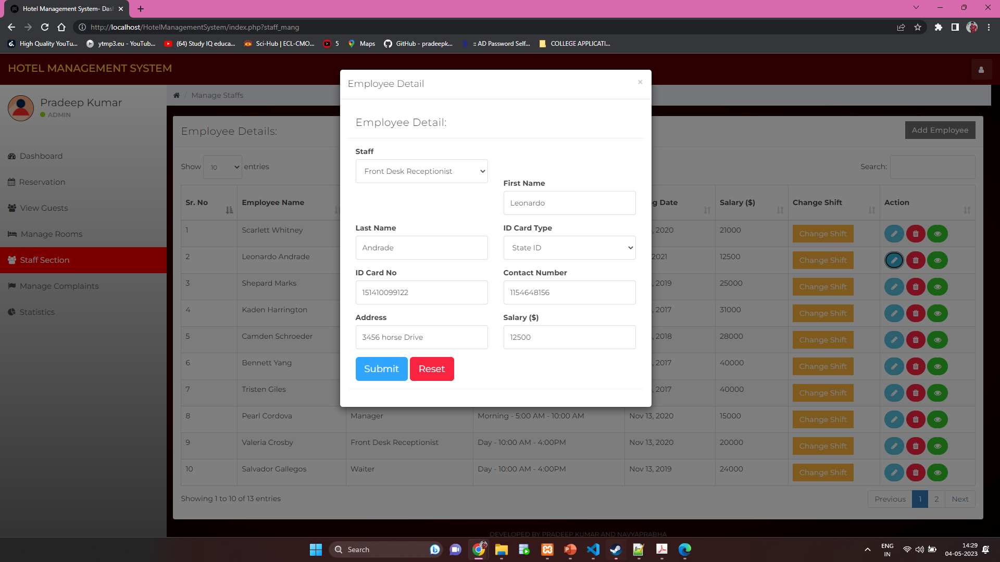 Hotel Management System- Das
http://localhost/HotelManagementSystem/index.php?staff_mang
High Quality YouTu... ytmp3.eu - YouTub... (64) Study IQ educa... Sci-Hub | ECL-CMO... 5 Maps GitHub - pradeepk... :: AD Password Self... COLLEGE APPLICATI...
HOTEL MANAGEMENT SYSTEM
Pradeep Kumar
ADMIN
Dashboard
Reservation
View Guests
Manage Rooms
Staff Section
Manage Complaints
Statistics
/ Manage Staffs
Employee Details:
Add Employee
Show 10 entries
Search:
Sr. No Employee Name g Date Salary ($) Change Shift Action
1 Scarlett Whitney , 2020 21000 Change Shift
2 Leonardo Andrade 2021 12500 Change Shift
3 Shepard Marks , 2019 25000 Change Shift
4 Kaden Harrington , 2017 31000 Change Shift
5 Camden Schroeder , 2018 28000 Change Shift
6 Bennett Yang , 2017 40000 Change Shift
7 Tristen Giles , 2017 40000 Change Shift
8 Pearl Cordova Manager Morning - 5:00 AM - 10:00 AM Nov 13, 2020 15000 Change Shift
9 Valeria Crosby Front Desk Receptionist Day - 10:00 AM - 4:00PM Nov 13, 2020 20000 Change Shift
10 Salvador Gallegos Waiter Day - 10:00 AM - 4:00PM Nov 13, 2019 24000 Change Shift
Showing 1 to 10 of 13 entries
Previous 1 2 Next
DEVELOPED BY PRADEEP KUMAR AND NAVYAPRABHA
Employee Detail ×
Employee Detail:
Staff
Front Desk Receptionist
First Name
Leonardo
Last Name ID Card Type
Andrade State ID
ID Card No Contact Number
151410099122 1154648156
Address Salary ($)
3456 horse Drive 12500
Submit Reset
Search
ENG
IN
14:29
04-05-2023